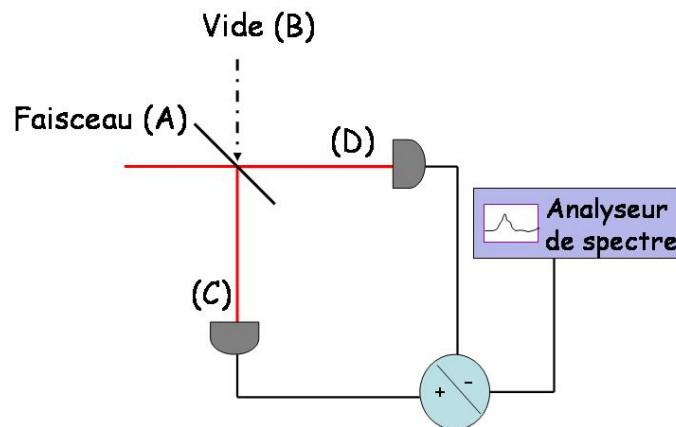 Vide (B)
Faisceau (A)
(D)
Analyseur
de spectre
(C)
+ -